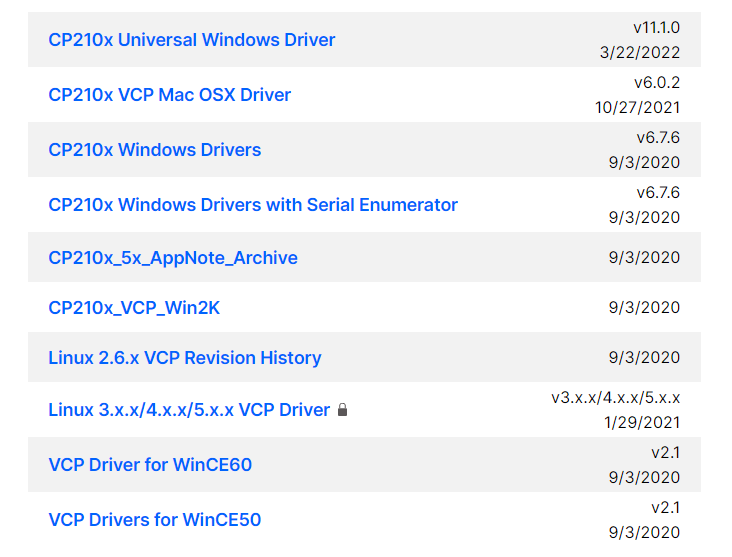 CP210x Universal Windows Driver
v11.1.0
3/22/2022
CP210x VCP Mac OSX Driver
v6.0.2
10/27/2021
CP210x Windows Drivers
v6.7.6
9/3/2020
CP210x Windows Drivers with Serial Enumerator
v6.7.6
9/3/2020
CP210x_5x_AppNote_Archive
9/3/2020
CP210x_VCP_Win2K
9/3/2020
Linux 2.6.x VCP Revision History
9/3/2020
Linux 3.x.x/4.x.x/5.x.x VCP Driver
v3.x.x/4.x.x/5.x.x
1/29/2021
VCP Driver for WinCE60
v2.1
9/3/2020
VCP Drivers for WinCE50
v2.1
9/3/2020